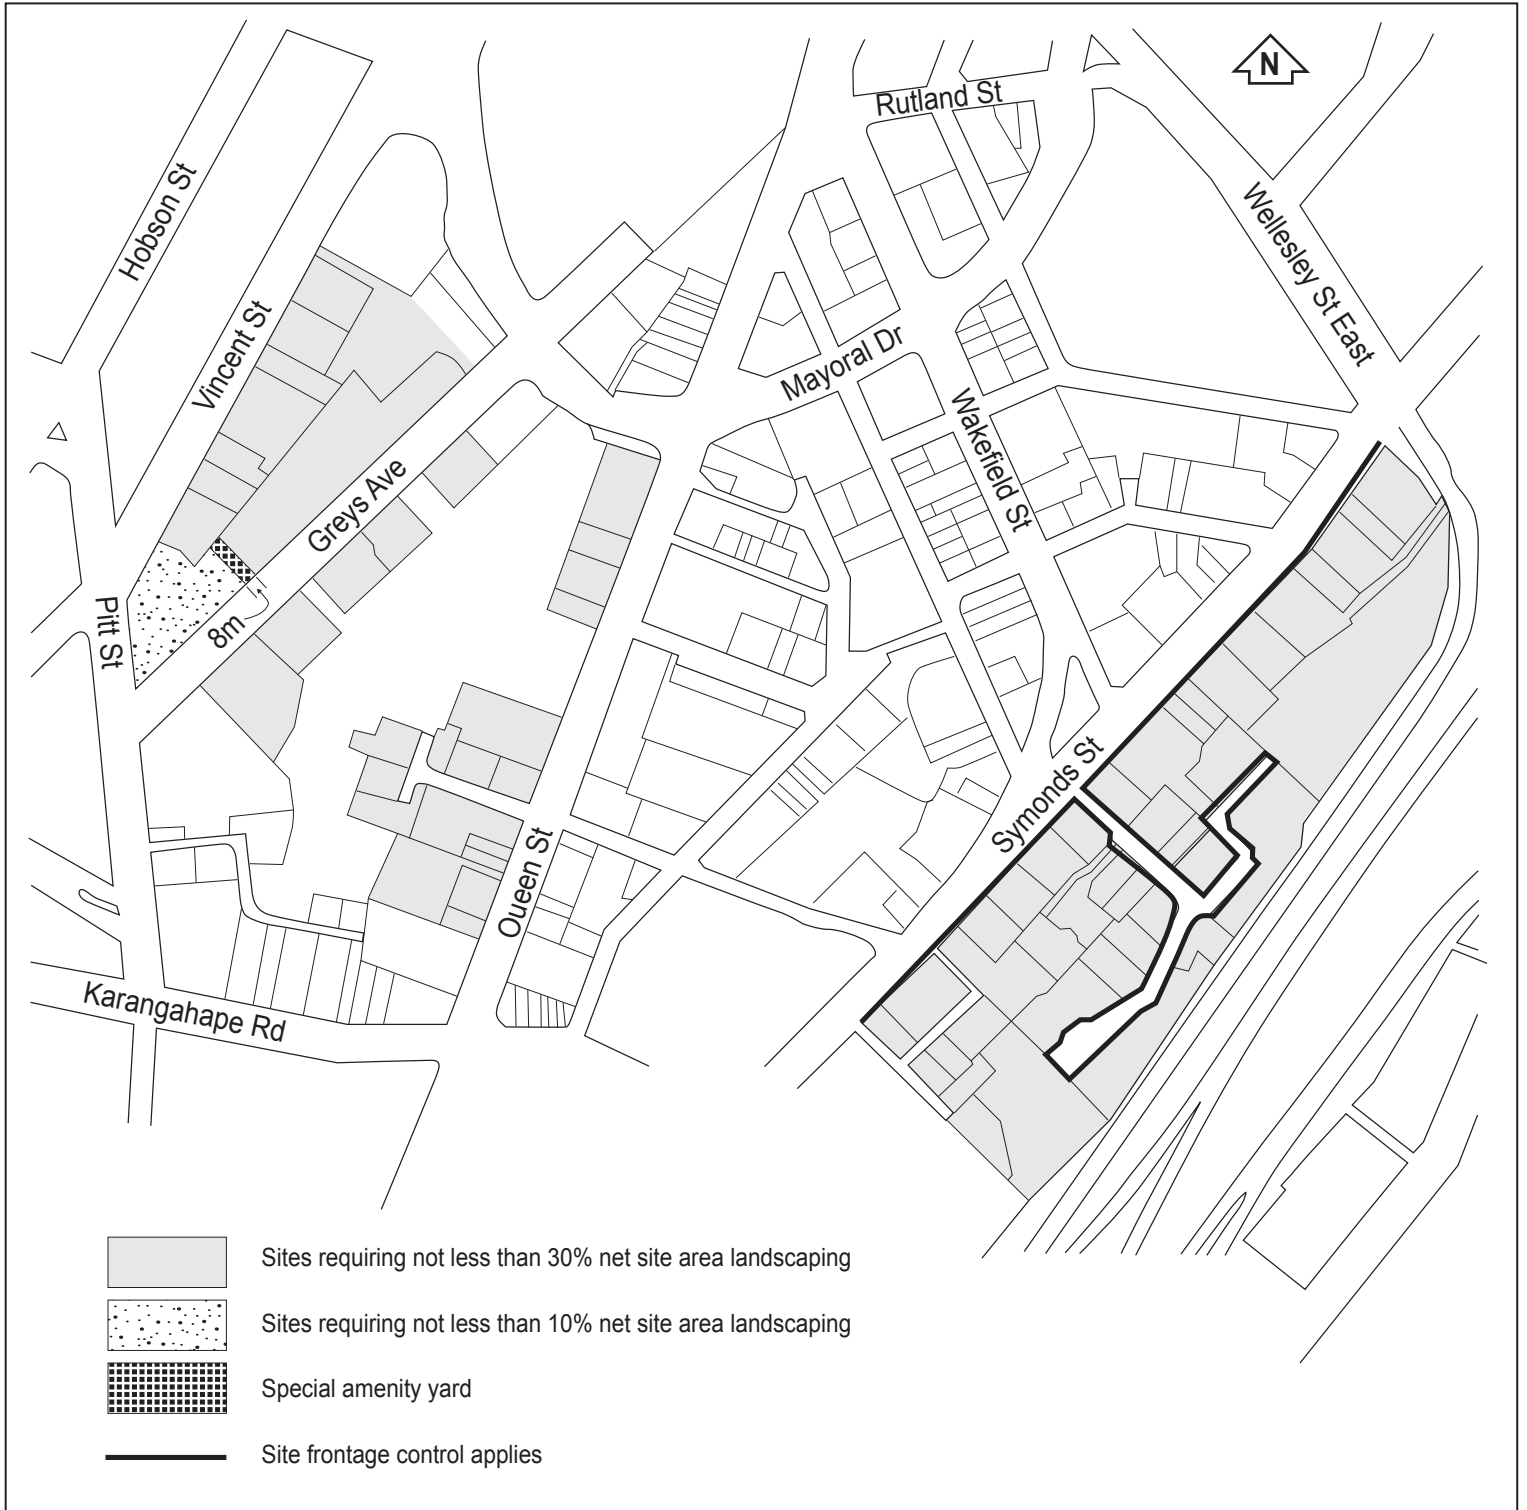 N
Rutland St
Hobson St
Wellesley St East
Vincent St
Mayoral Dr
Wakefield St
Greys Ave
Pitt St
8m
Symonds St
Queen St
Karangahape Rd
Sites requiring not less than 30% net site area landscaping
Sites requiring not less than 10% net site area landscaping
Special amenity yard
Site frontage control applies